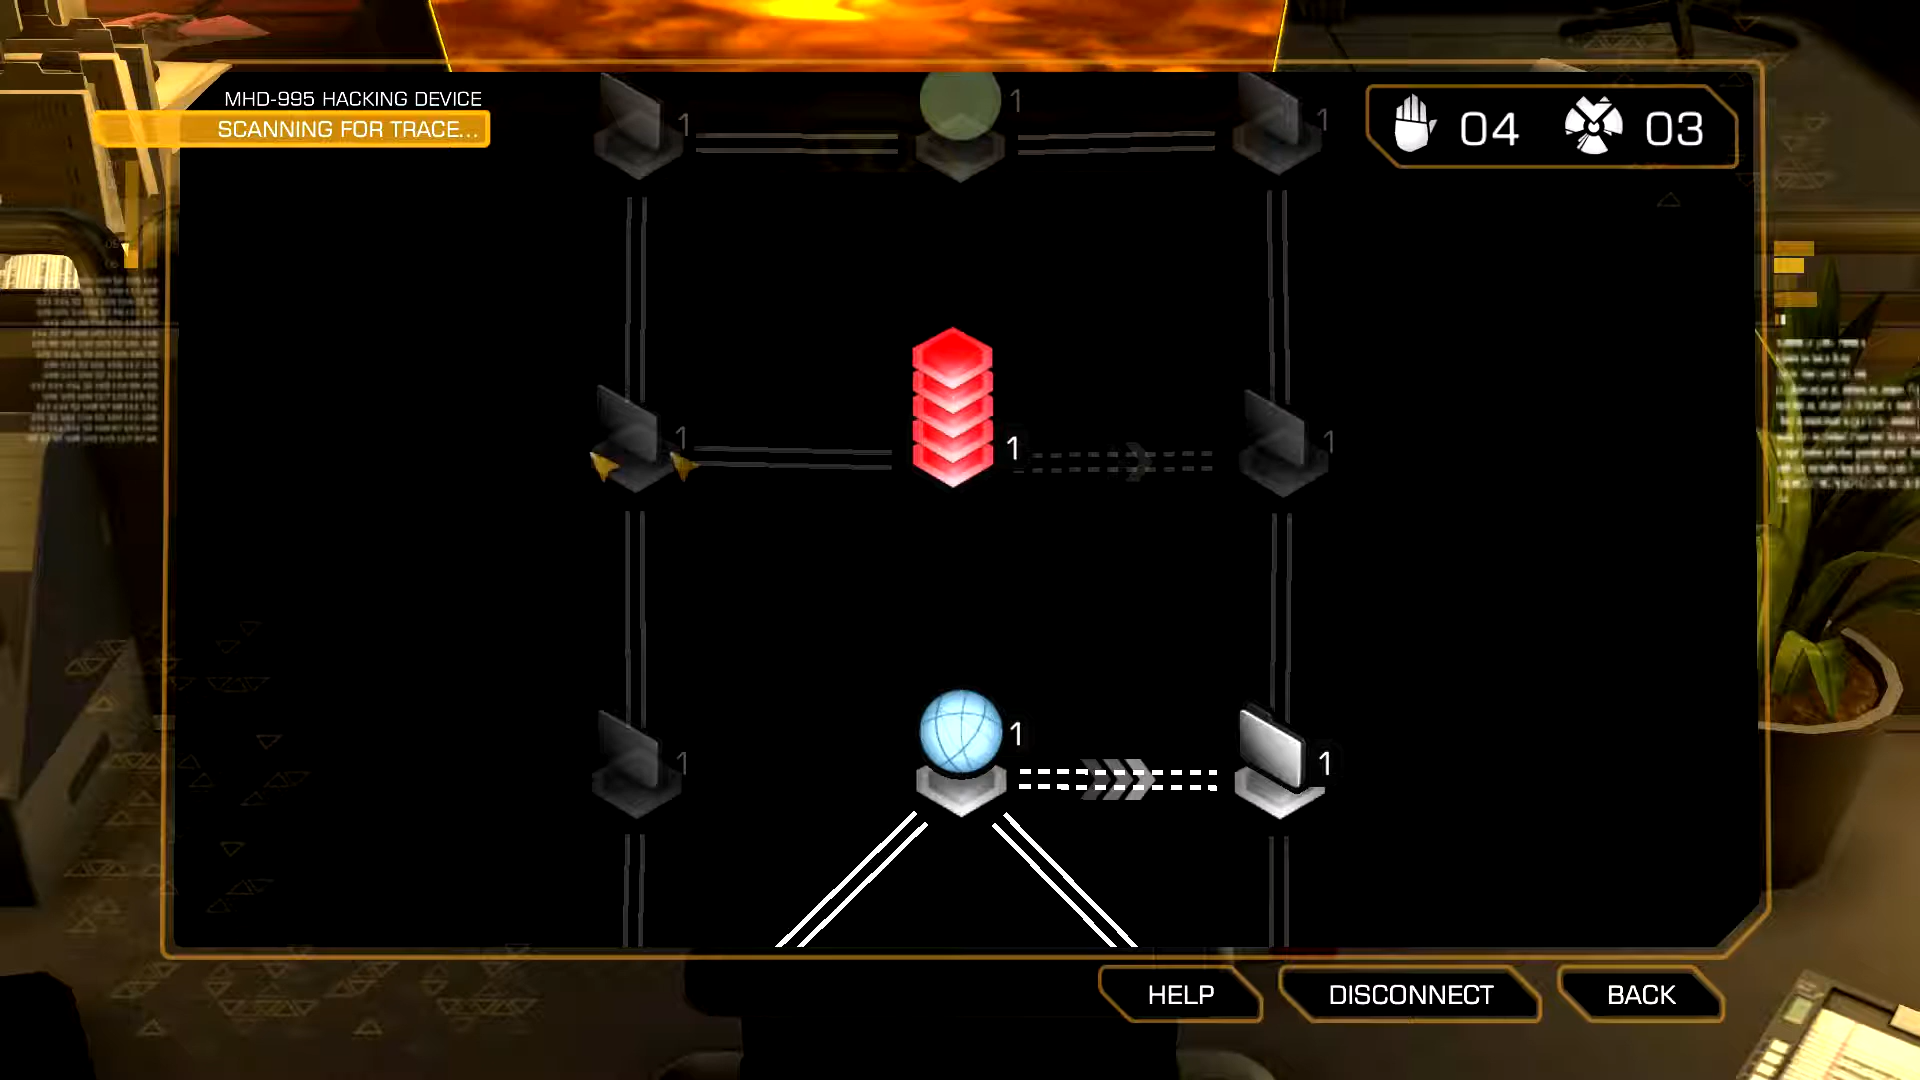 MHD-995 HACKING DEVICE
SCANNING FOR TRACE...
04 03
1 1 1
1 1 1
1 1 1
HELP DISCONNECT BACK